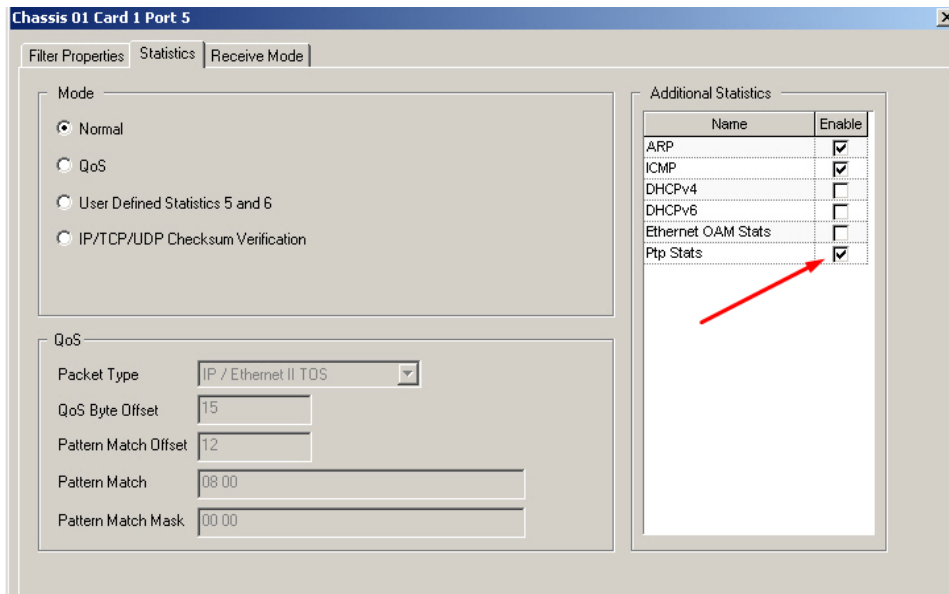 Chassis 01 Card 1 Port 5
Filter Properties Statistics Receive Mode
Mode
Normal
QoS
User Defined Statistics 5 and 6
IP/TCP/UDP Checksum Verification
QoS
Packet Type IP / Ethernet II TOS
QoS Byte Offset 15
Pattern Match Offset 12
Pattern Match 08 00
Pattern Match Mask 00 00
Additional Statistics
Name Enable
ARP
ICMP
DHCPv4
DHCPv6
Ethernet OAM Stats
Ptp Stats